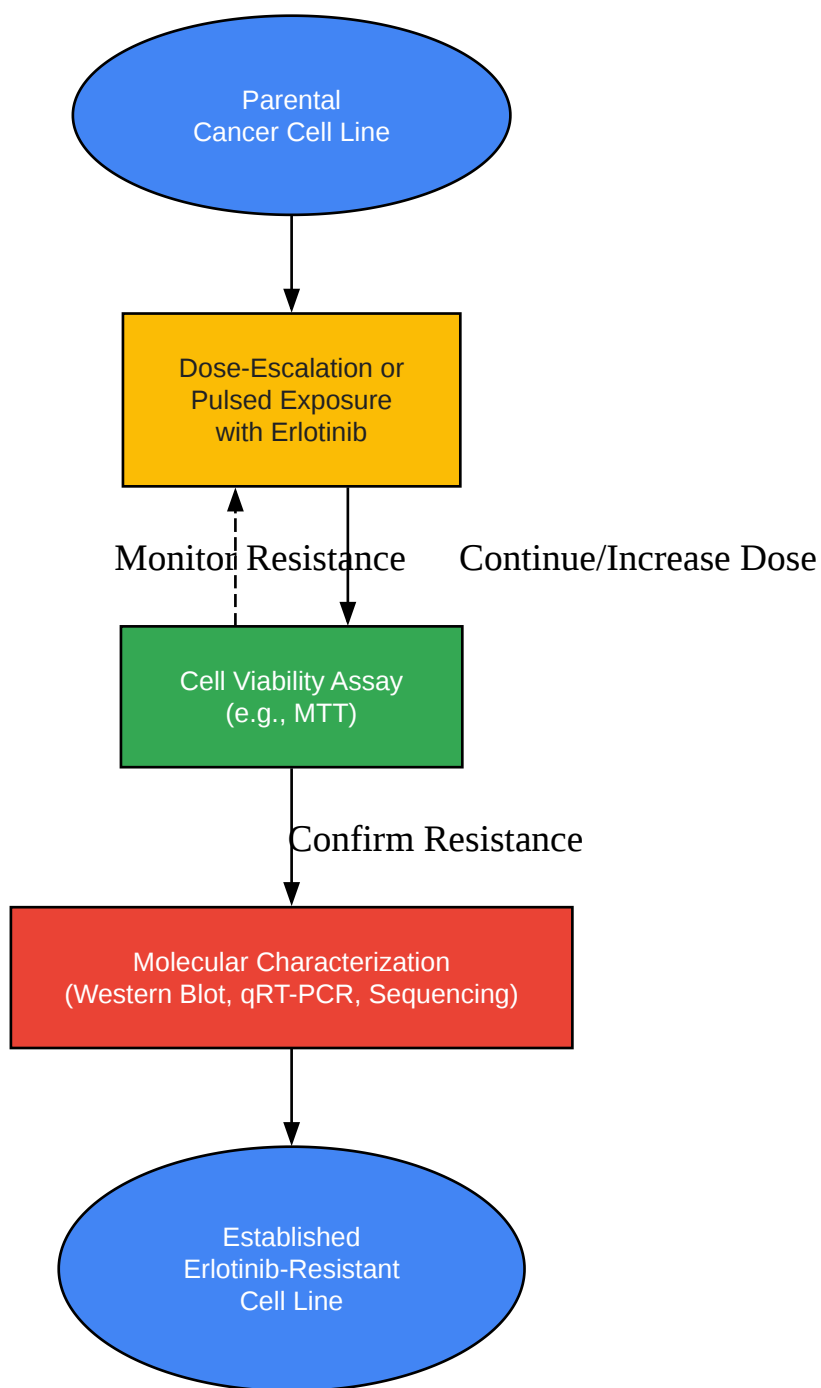 Parental
Cancer Cell Line
Dose-Escalation or
Pulsed Exposure
with Erlotinib
Monitor Resistance
Continue/Increase Dose
Cell Viability Assay
(e.g., MTT)
Confirm Resistance
Molecular Characterization
(Western Blot, qRT-PCR, Sequencing)
Established
Erlotinib-Resistant
Cell Line